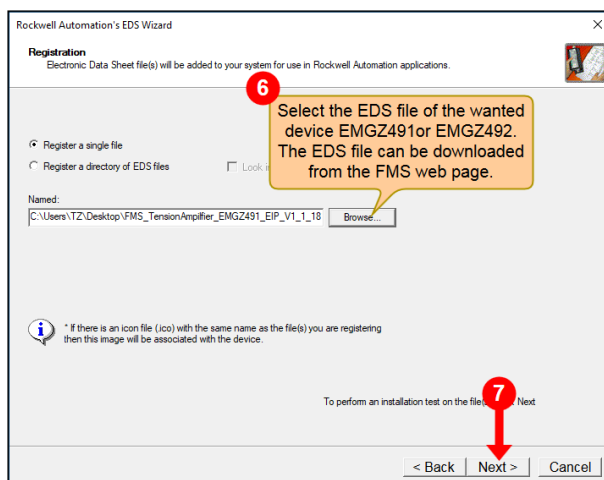 Rockwell Automation's EDS Wizard
Registration
Electronic Data Sheet file(s) will be added to your system for use in Rockwell Automation applications.
6
Select the EDS file of the wanted
device EMGZ491or EMGZ492.
The EDS file can be downloaded
from the FMS web page.
Register a single file
Register a directory of EDS files
Look i
Named:
C:\Users\TZ\Desktop\FMS_TensionAmpifier_EMGZ491_EIP_V1_1_18
Browse...
* If there is an icon file (.ico) with the same name as the file(s) you are registering
then this image will be associated with the device.
7
To perform an installation test on the file( Next
< Back
Next >
Cancel